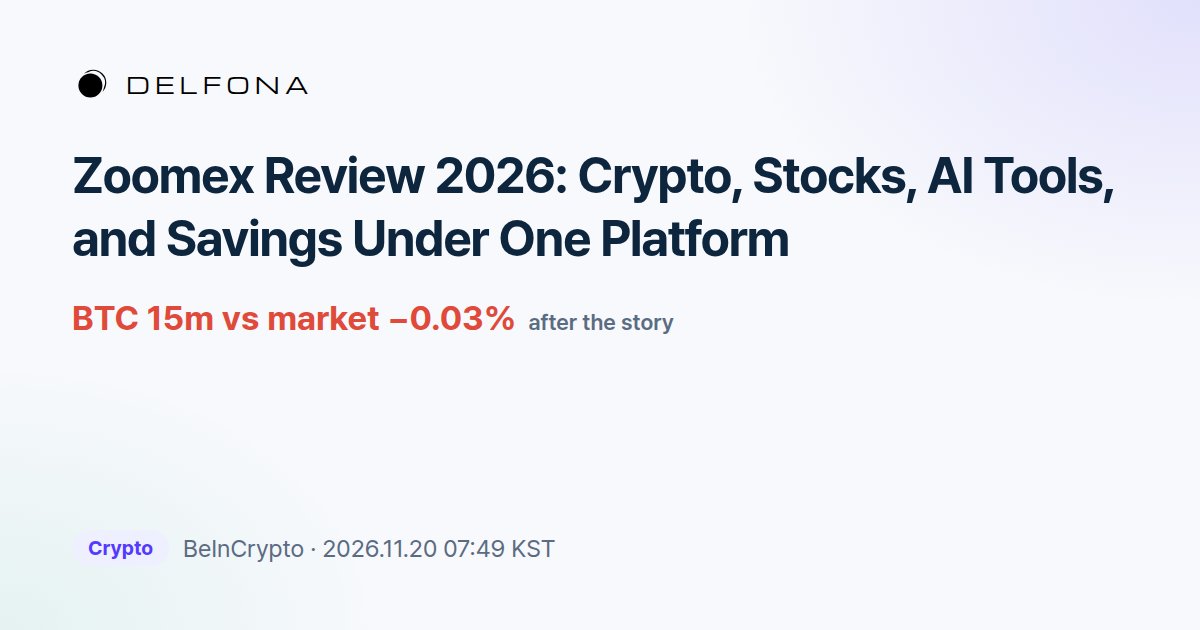 DELFONA
Zoomex Review 2026: Crypto, Stocks, AI Tools,
and Savings Under One Platform
BTC 15m vs market −0.03% after the story
Crypto BeInCrypto · 2026.11.20 07:49 KST